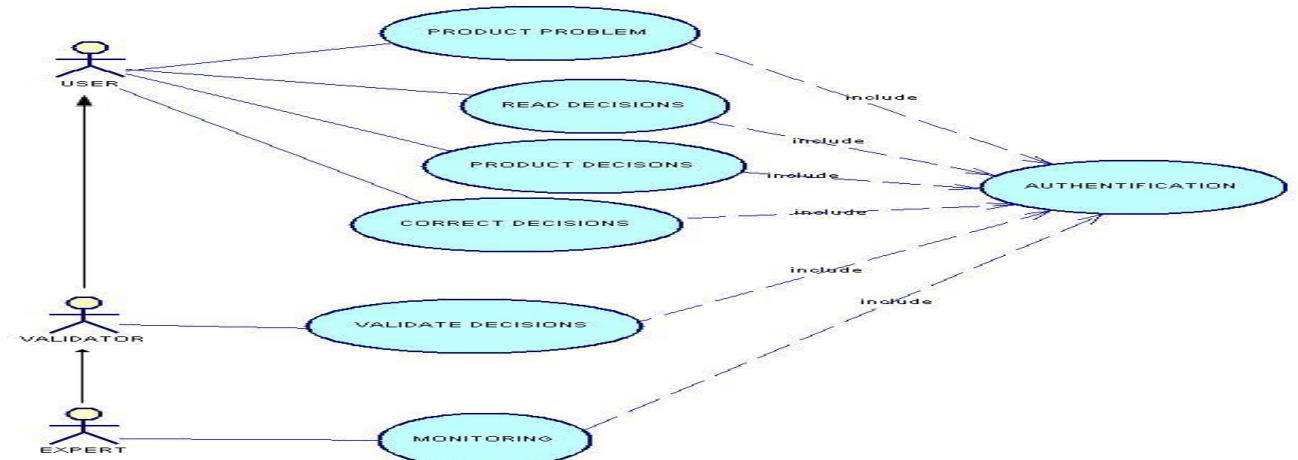 PRODUCT PROBLEM
USER
include
READ DECISIONS
include
PRODUCT DECISONS
include
AUTHENTIFICATION
CORRECT DECISIONS
include
include
VALIDATE DECISIONS
include
VALIDATOR
MONITORING
EXPERT